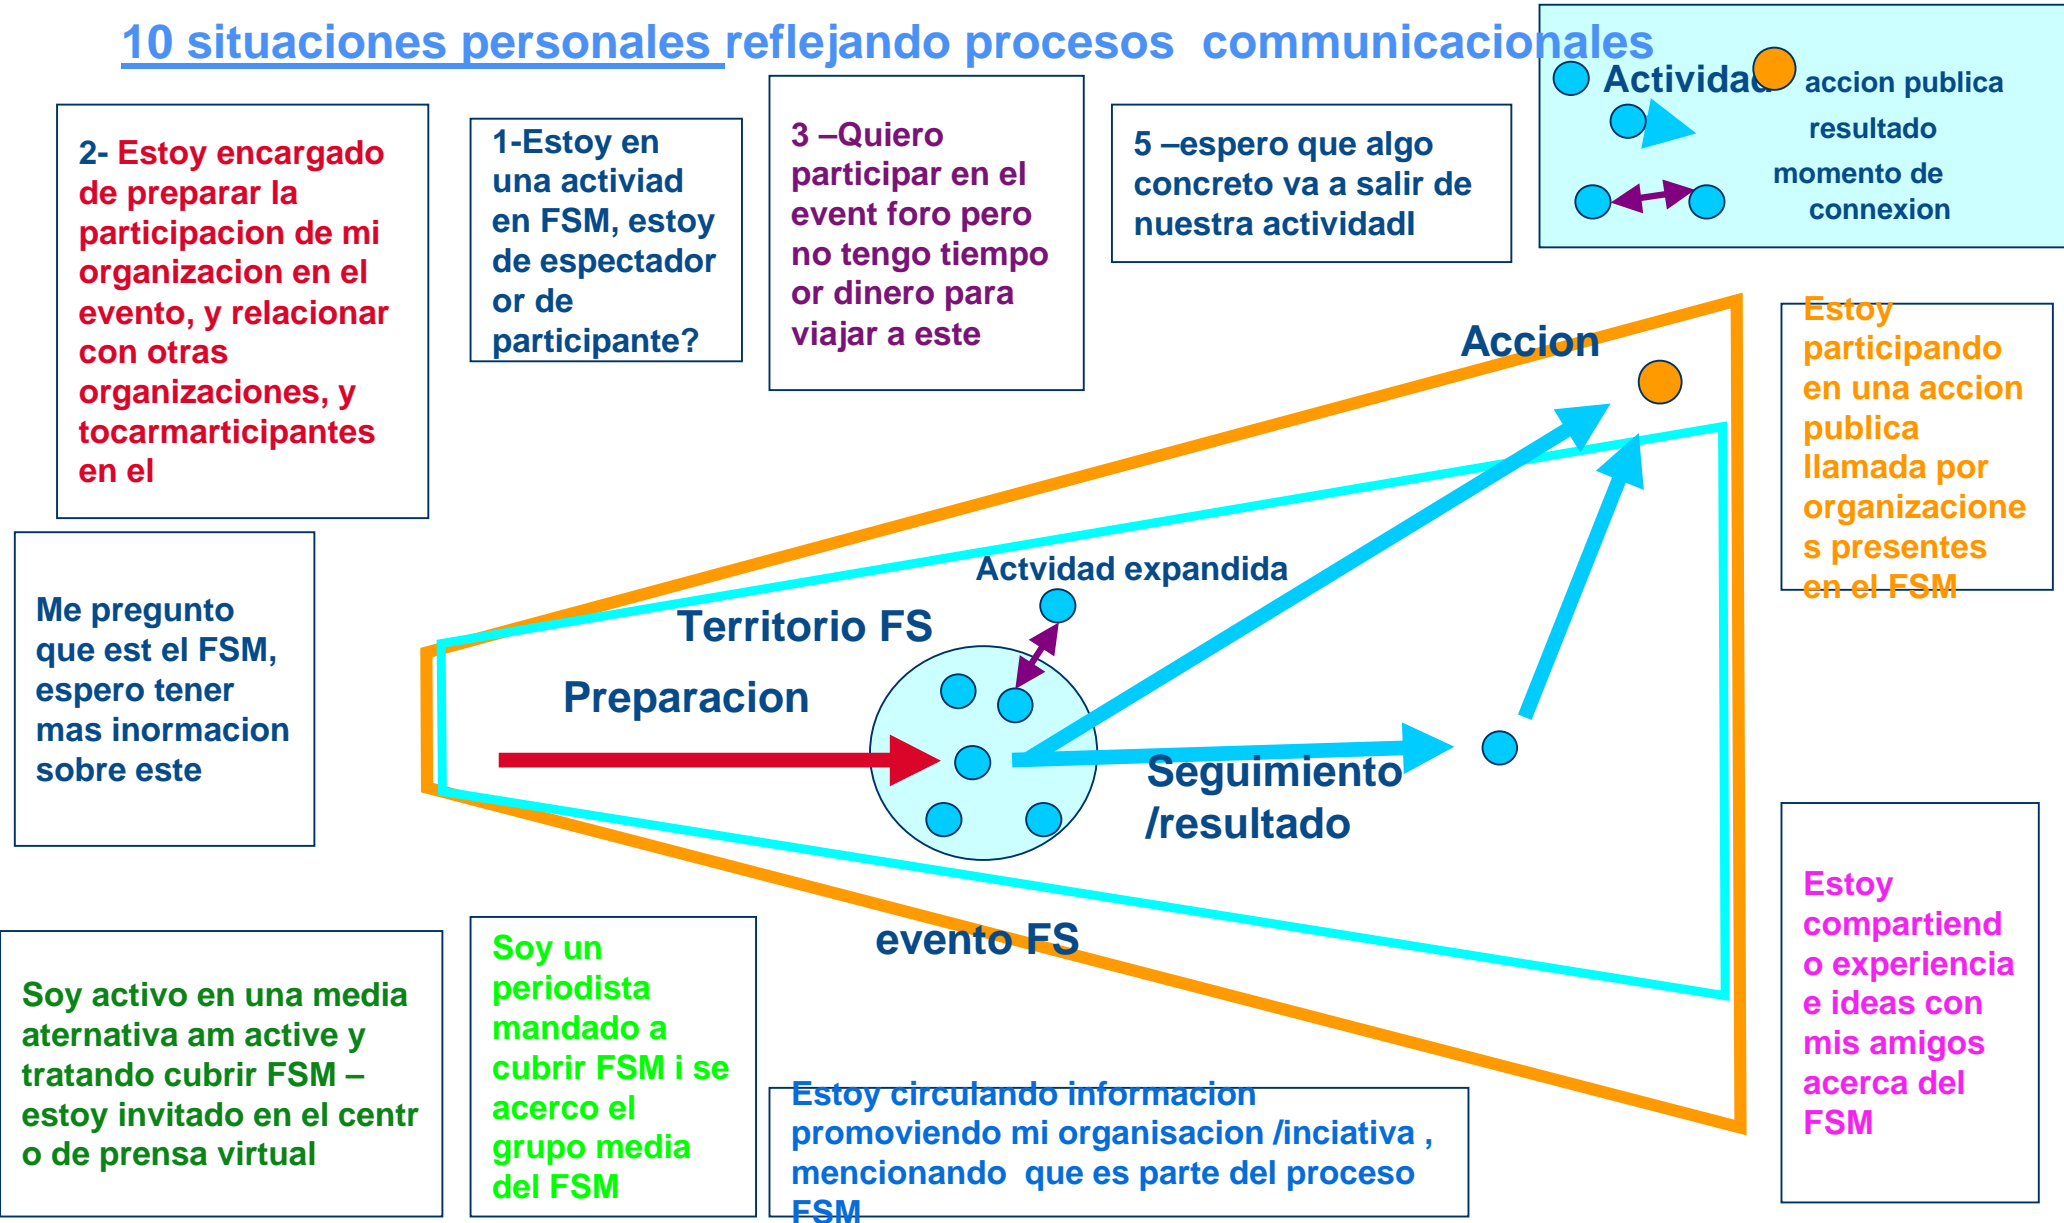 10 situaciones personales reflejando procesos communicacionales
Actividad
accion publica
resultado
momento de
connexion
2- Estoy encargado
de preparar la
participacion de mi
organizacion en el
evento, y relacionar
con otras
organizaciones, y
tocarmarticipantes
en el
1-Estoy en
una activiad
en FSM, estoy
de espectador
or de
participante?
3 –Quiero
participar en el
event foro pero
no tengo tiempo
or dinero para
viajar a este
5 –espero que algo
concreto va a salir de
nuestra actividadI
Accion
Estoy
participando
en una accion
publica
llamada por
organizacione
s presentes
en el FSM
Me pregunto
que est el FSM,
espero tener
mas inormacion
sobre este
Actvidad expandida
Territorio FS
Preparacion
Seguimiento
/resultado
evento FS
Soy activo en una media
aternativa am active y
tratando cubrir FSM –
estoy invitado en el centr
o de prensa virtual
Soy un
periodista
mandado a
cubrir FSM i se
acerco el
grupo media
del FSM
Estoy circulando informacion
promoviendo mi organisacion /inciativa ,
mencionando que es parte del proceso
FSM
Estoy
compartiend
o experiencia
e ideas con
mis amigos
acerca del
FSM